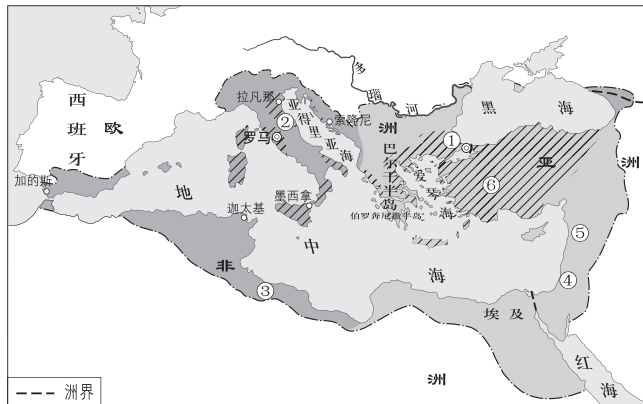 多瑙河
黑海
拉凡那
亚得里亚海
索隆尼
西班牙
欧
洲
②
罗马
①
亚
洲
巴尔干半岛
爱琴海
⑥
加的斯
地
中
海
墨西拿
伯罗奔尼撒半岛
迦太基
⑤
非
③
④
埃及
洲
红海
洲界